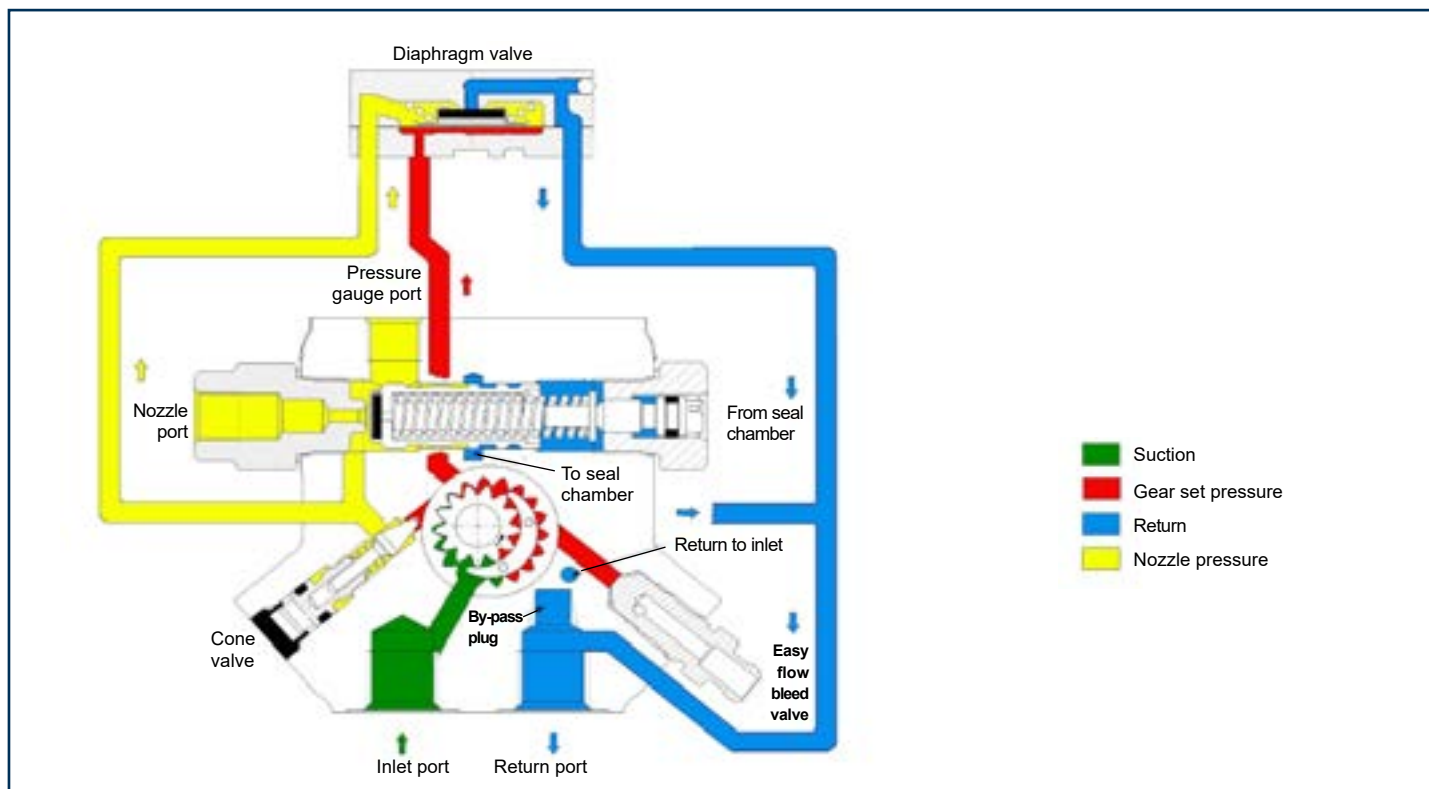 Diaphragm valve
Pressure
gauge port
Nozzle
port
From seal
chamber
To seal
chamber
Suction
Gear set pressure
Return
Nozzle pressure
Return to inlet
By-pass
plug
Cone
valve
Easy
flow
bleed
valve
Inlet port
Return port